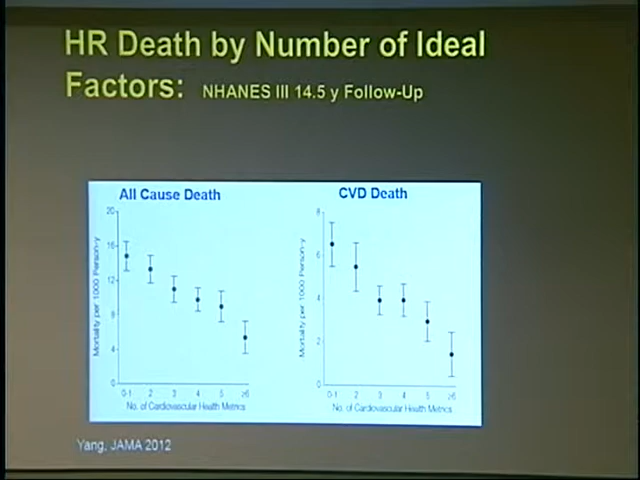 HR Death by Number of Ideal
Factors: NHANES III 14.5 y Follow-Up
All Cause Death
CVD Death
20
16
12
8
4
0
Mortality per 1000 Person-y
0-1 2 3 4 5 ≥6
No. of Cardiovascular Health Metrics
8
6
4
2
0
Mortality per 1000 Person-y
0-1 2 3 4 5 ≥6
No. of Cardiovascular Health Metrics
Yang, JAMA 2012